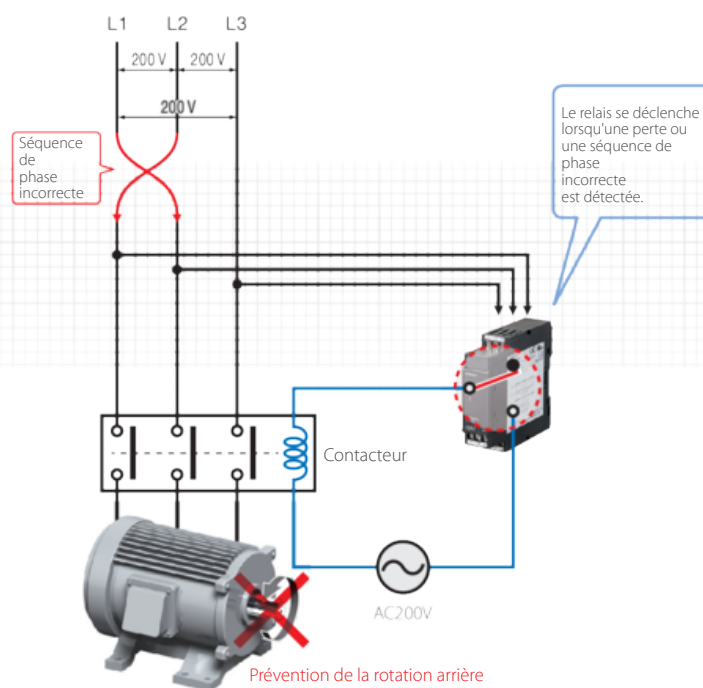 L1 L2 L3
200 V 200 V
200 V
Séquence
de
phase
incorrecte
Le relais se déclenche
lorsqu'une perte ou
une séquence de
phase
incorrecte
est détectée.
Contacteur
AC200V
Prévention de la rotation arrière